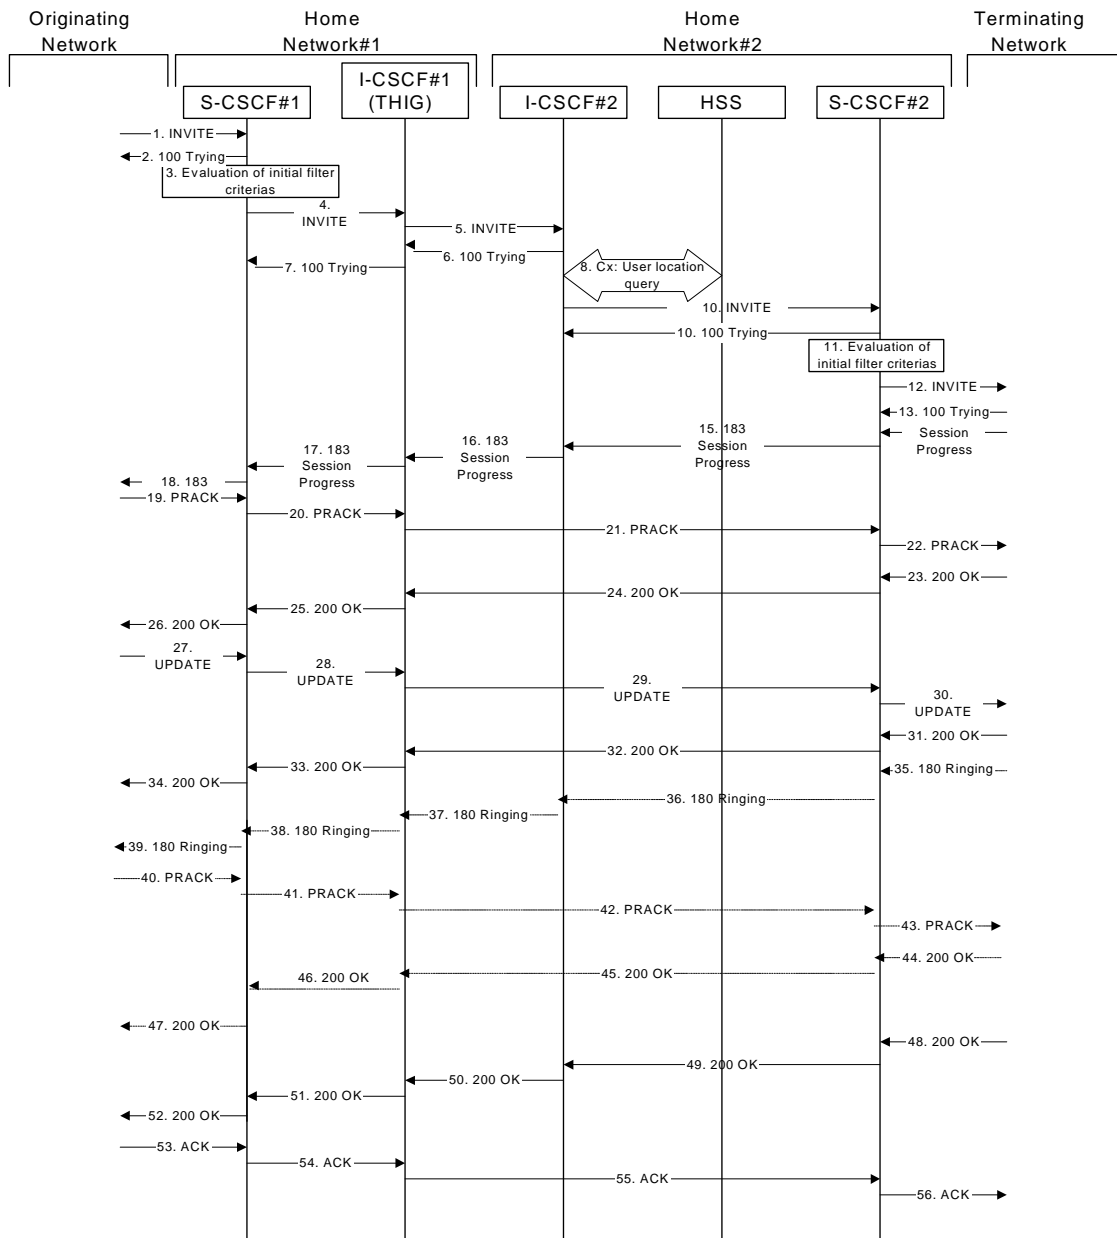 Originating
Network
Home
Network#1
Home
Network#2
Terminating
Network
S-CSCF#1
I-CSCF#1
(THIG)
I-CSCF#2
HSS
S-CSCF#2
1. INVITE
2. 100 Trying
3. Evaluation of initial filter
criterias
4.
INVITE
5. INVITE
6. 100 Trying
7. 100 Trying
8. Cx: User location
query
10. INVITE
10. 100 Trying
11. Evaluation of
initial filter criterias
12. INVITE
13. 100 Trying
Session
Progress
15. 183
Session
Progress
16. 183
Session
Progress
17. 183
Session
Progress
18. 183
19. PRACK
20. PRACK
21. PRACK
22. PRACK
23. 200 OK
24. 200 OK
25. 200 OK
26. 200 OK
27.
UPDATE
28.
UPDATE
29.
UPDATE
30.
UPDATE
31. 200 OK
32. 200 OK
33. 200 OK
34. 200 OK
35. 180 Ringing
36. 180 Ringing
37. 180 Ringing
38. 180 Ringing
39. 180 Ringing
40. PRACK
41. PRACK
42. PRACK
43. PRACK
44. 200 OK
45. 200 OK
46. 200 OK
47. 200 OK
48. 200 OK
49. 200 OK
50. 200 OK
51. 200 OK
52. 200 OK
53. ACK
54. ACK
55. ACK
56. ACK